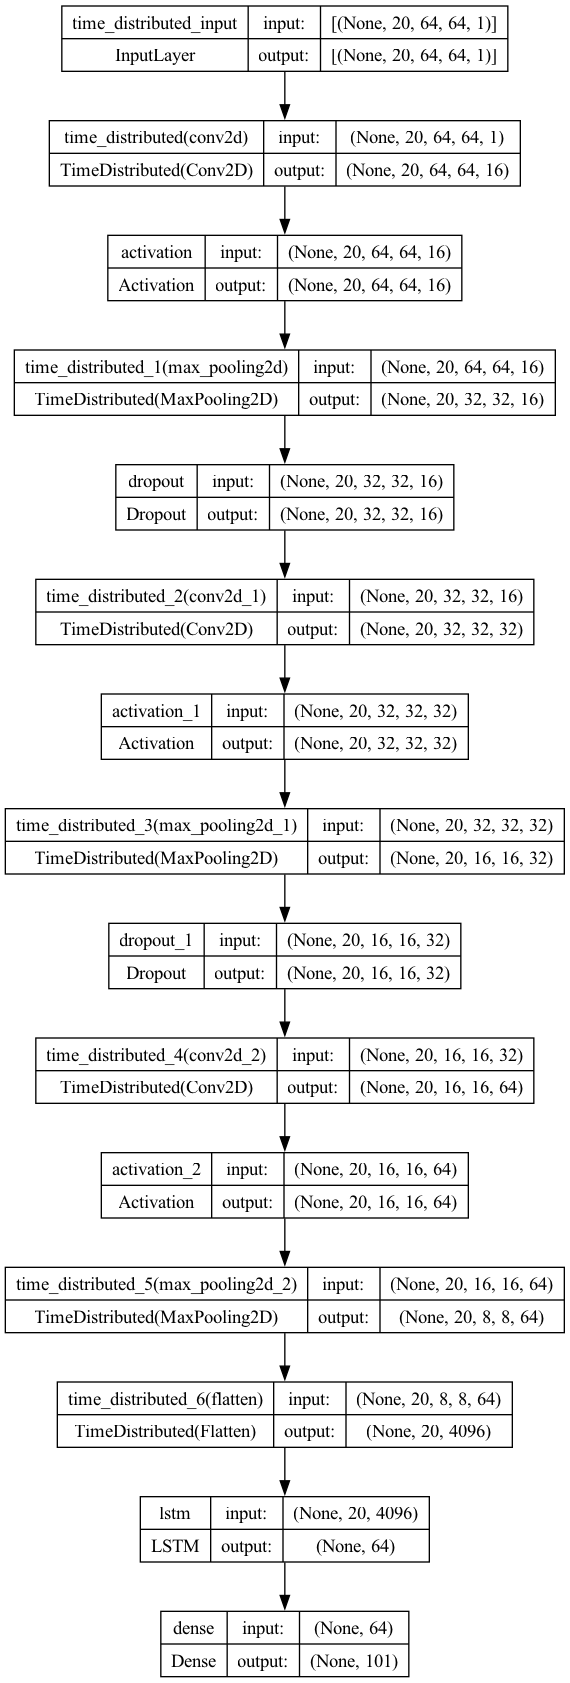 time_distributed_input input: [(None, 20, 64, 64, 1)]
InputLayer output: [(None, 20, 64, 64, 1)]
time_distributed(conv2d) input: (None, 20, 64, 64, 1)
TimeDistributed(Conv2D) output: (None, 20, 64, 64, 16)
activation input: (None, 20, 64, 64, 16)
Activation output: (None, 20, 64, 64, 16)
time_distributed_1(max_pooling2d) input: (None, 20, 64, 64, 16)
TimeDistributed(MaxPooling2D) output: (None, 20, 32, 32, 16)
dropout input: (None, 20, 32, 32, 16)
Dropout output: (None, 20, 32, 32, 16)
time_distributed_2(conv2d_1) input: (None, 20, 32, 32, 16)
TimeDistributed(Conv2D) output: (None, 20, 32, 32, 32)
activation_1 input: (None, 20, 32, 32, 32)
Activation output: (None, 20, 32, 32, 32)
time_distributed_3(max_pooling2d_1) input: (None, 20, 32, 32, 32)
TimeDistributed(MaxPooling2D) output: (None, 20, 16, 16, 32)
dropout_1 input: (None, 20, 16, 16, 32)
Dropout output: (None, 20, 16, 16, 32)
time_distributed_4(conv2d_2) input: (None, 20, 16, 16, 32)
TimeDistributed(Conv2D) output: (None, 20, 16, 16, 64)
activation_2 input: (None, 20, 16, 16, 64)
Activation output: (None, 20, 16, 16, 64)
time_distributed_5(max_pooling2d_2) input: (None, 20, 16, 16, 64)
TimeDistributed(MaxPooling2D) output: (None, 20, 8, 8, 64)
time_distributed_6(flatten) input: (None, 20, 8, 8, 64)
TimeDistributed(Flatten) output: (None, 20, 4096)
lstm input: (None, 20, 4096)
LSTM output: (None, 64)
dense input: (None, 64)
Dense output: (None, 101)